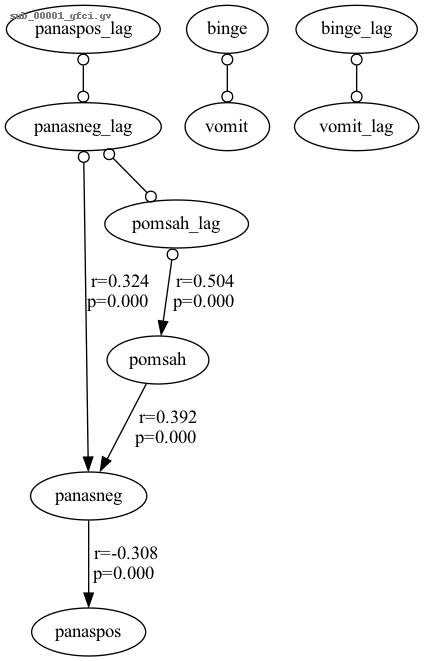 sub_00001_gfci.gv
panaspos_lag
binge
binge_lag
panasneg_lag
vomit
vomit_lag
pomsah_lag
r=0.324
p=0.000
r=0.504
p=0.000
pomsah
r=0.392
p=0.000
panasneg
r=-0.308
p=0.000
panaspos